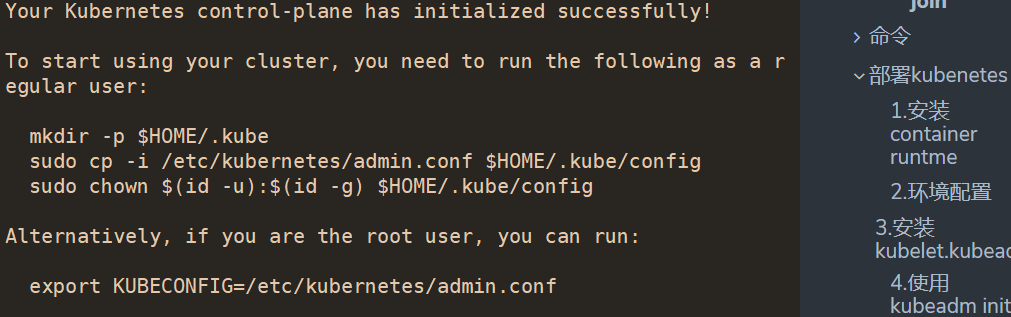 Your Kubernetes control-plane has initialized successfully!
To start using your cluster, you need to run the following as a r
egular user:
mkdir -p $HOME/.kube
sudo cp -i /etc/kubernetes/admin.conf $HOME/.kube/config
sudo chown $(id -u):$(id -g) $HOME/.kube/config
Alternatively, if you are the root user, you can run:
export KUBECONFIG=/etc/kubernetes/admin.conf
join
命令
部署kubenetes
1.安装
container
runtme
2.环境配置
3.安装
kubelet.kubead
4.使用
kubeadm init